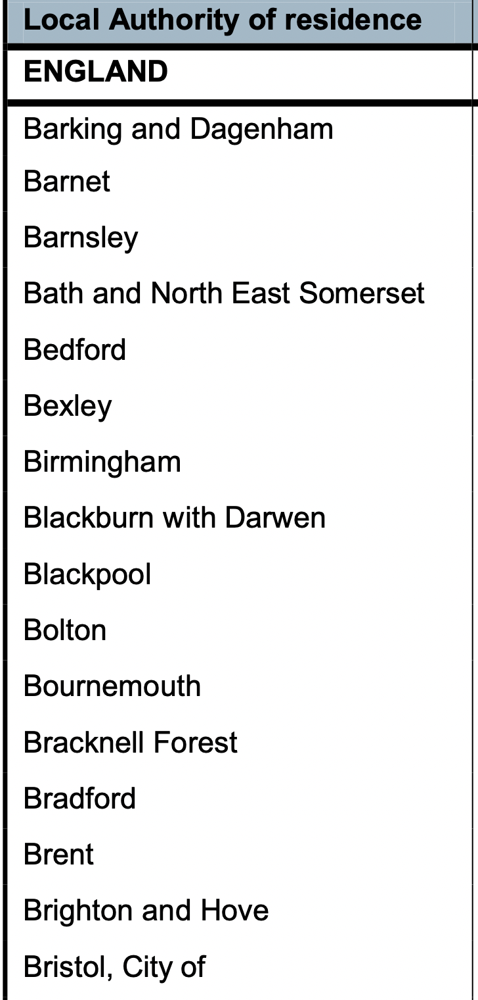 Local Authority of residence
ENGLAND
Barking and Dagenham
Barnet
Barnsley
Bath and North East Somerset
Bedford
Bexley
Birmingham
Blackburn with Darwen
Blackpool
Bolton
Bournemouth
Bracknell Forest
Bradford
Brent
Brighton and Hove
Bristol, City of